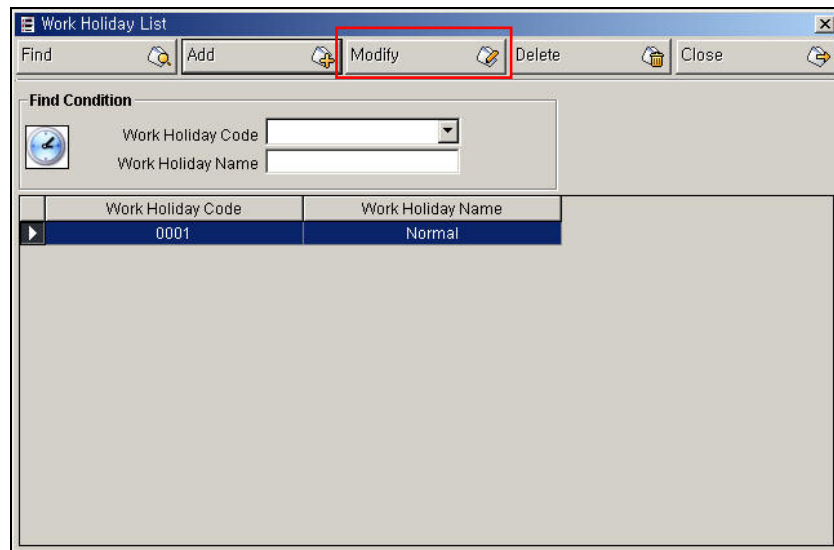 Work Holiday List
Find Add Modify Delete Close
Find Condition
Work Holiday Code
Work Holiday Name
Work Holiday Code Work Holiday Name
0001 Normal